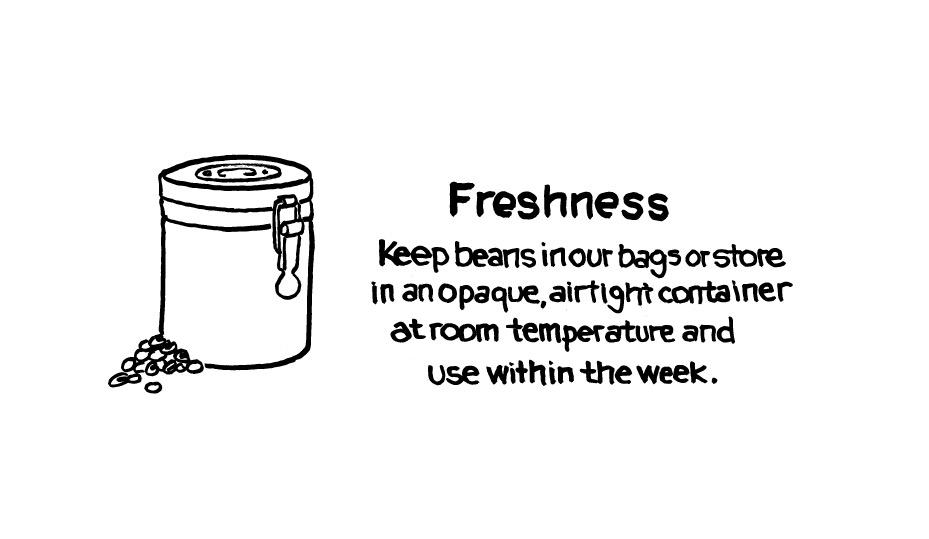 Freshness
Keep beans in our bags or store
in an opaque, airtight container
at room temperature and
use within the week.